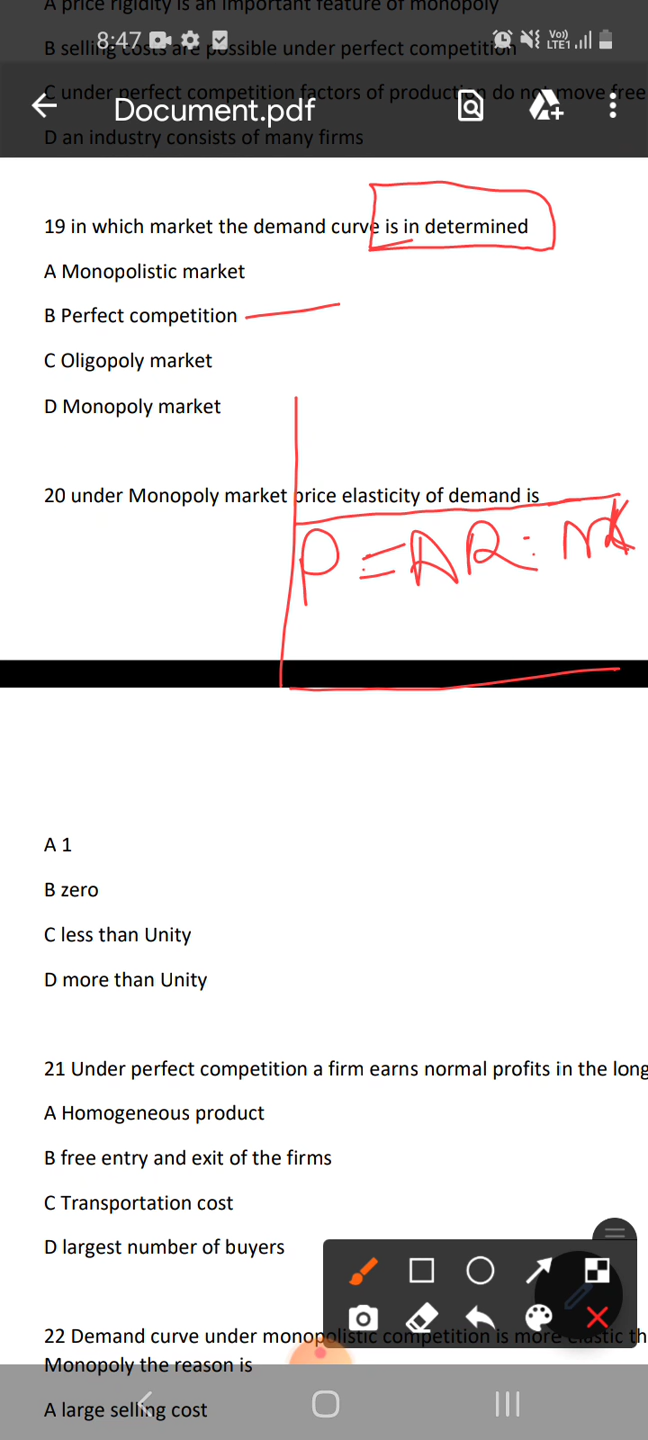 A price rigidity is an important feature of monopoly
8:47
B selling costs are possible under perfect competition
Vo)) LTE1
C under perfect competition factors of production do not move free
Document.pdf
D an industry consists of many firms
19 in which market the demand curve is in determined
A Monopolistic market
B Perfect competition
C Oligopoly market
D Monopoly market
20 under Monopoly market price elasticity of demand is
P = AR =
A 1
B zero
C less than Unity
D more than Unity
21 Under perfect competition a firm earns normal profits in the long
A Homogeneous product
B free entry and exit of the firms
C Transportation cost
D largest number of buyers
22 Demand curve under monopolistic competition is more elastic th
Monopoly the reason is
A large selling cost